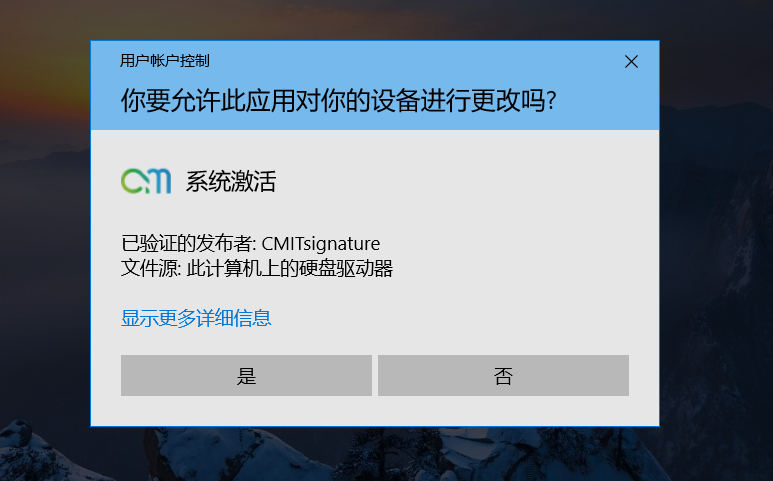 用户帐户控制
你要允许此应用对你的设备进行更改吗?
cm 系统激活
已验证的发布者: CMITsignature
文件源: 此计算机上的硬盘驱动器
显示更多详细信息
是 否